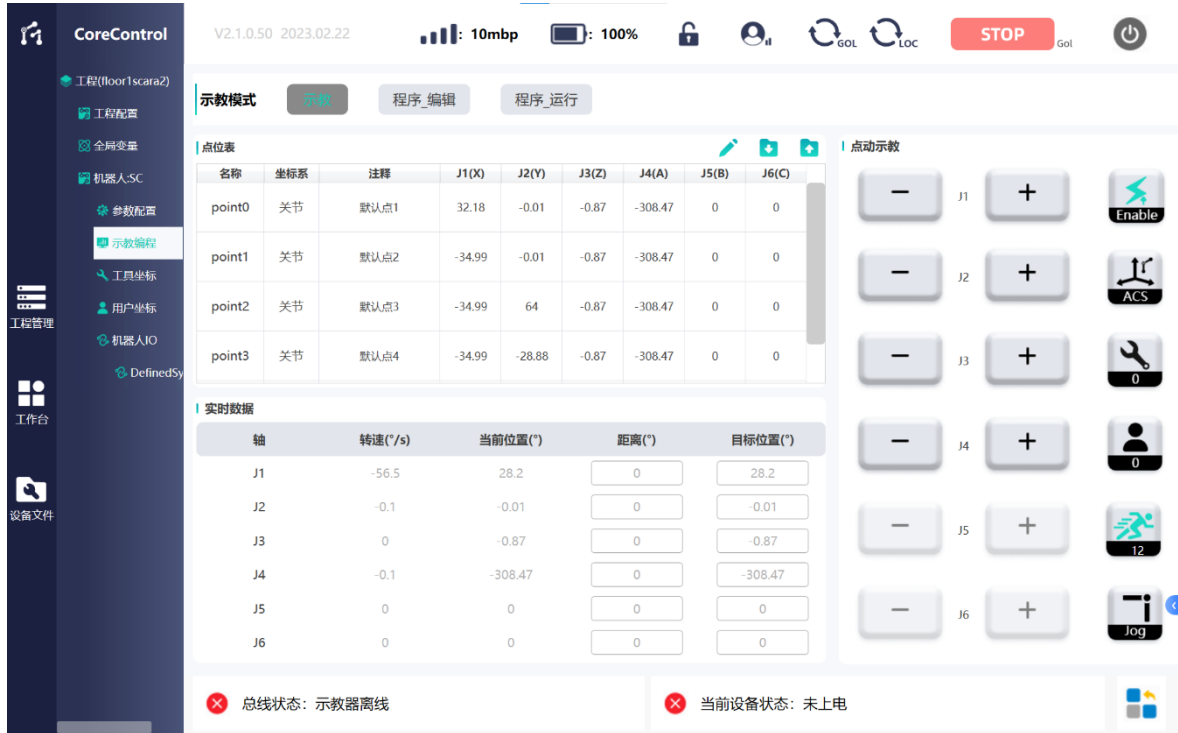 CoreControl V2.1.0.50 2023.02.22 : 10mbp : 100% GOL LOC STOP Gol
工程(floor1scara2)
工程配置
全局变量
机器人:SC
参数配置
示教编程
工具坐标
用户坐标
机器人IO
DefinedSy
工程管理
工作台
设备文件
示教模式 示教 程序_编辑 程序_运行
点位表
名称 坐标系 注释 J1(X) J2(Y) J3(Z) J4(A) J5(B) J6(C)
point0 关节 默认点1 32.18 -0.01 -0.87 -308.47 0 0
point1 关节 默认点2 -34.99 -0.01 -0.87 -308.47 0 0
point2 关节 默认点3 -34.99 64 -0.87 -308.47 0 0
point3 关节 默认点4 -34.99 -28.88 -0.87 -308.47 0 0
实时数据
轴 转速(°/s) 当前位置(°) 距离(°) 目标位置(°)
J1 -56.5 28.2 0 28.2
J2 -0.1 -0.01 0 -0.01
J3 0 -0.87 0 -0.87
J4 -0.1 -308.47 0 -308.47
J5 0 0 0 0
J6 0 0 0 0
点动示教
− J1 + Enable
− J2 + ACS
− J3 + 0
− J4 + 0
− J5 + 12
− J6 + Jog
总线状态：示教器离线 当前设备状态：未上电